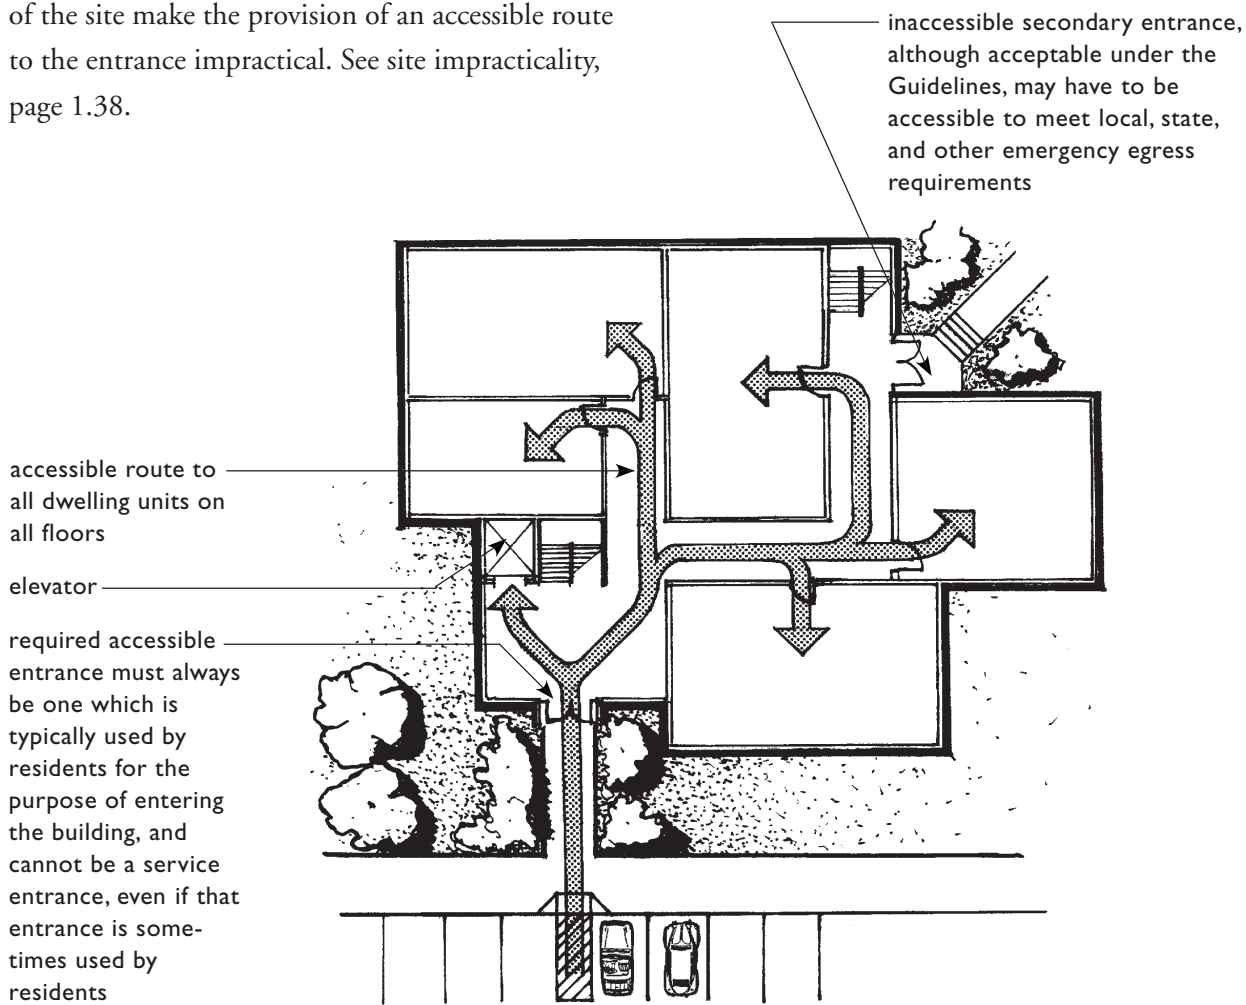 of the site make the provision of an accessible route
to the entrance impractical. See site impracticality,
page 1.38.
inaccessible secondary entrance,
although acceptable under the
Guidelines, may have to be
accessible to meet local, state,
and other emergency egress
requirements
accessible route to
all dwelling units on
all floors
elevator
required accessible
entrance must always
be one which is
typically used by
residents for the
purpose of entering
the building, and
cannot be a service
entrance, even if that
entrance is some-
times used by
residents